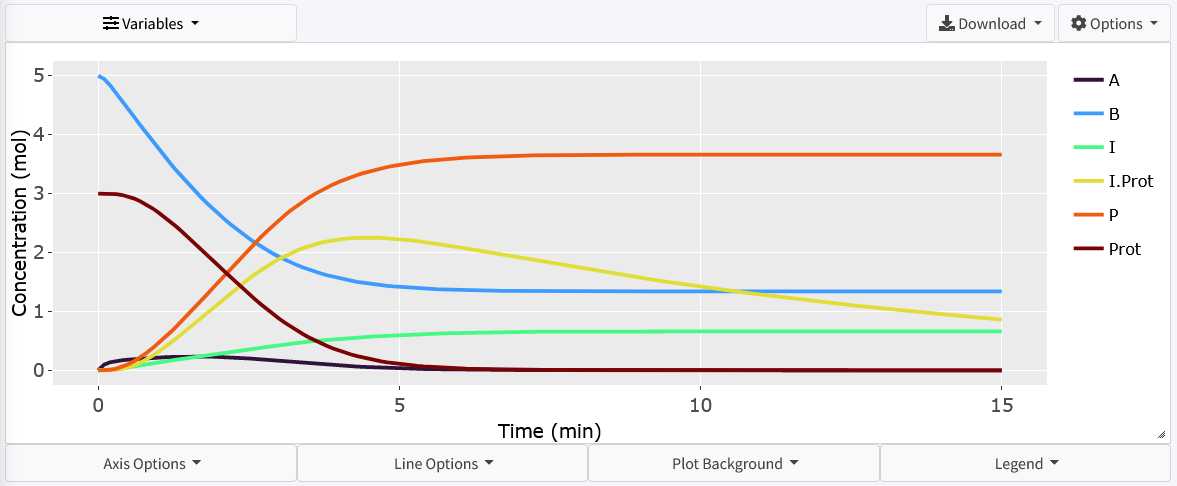 Variables
Download
Options
Concentration (mol)
5
4
3
2
1
0
0 5 10 15
Time (min)
A
B
I
I.Prot
P
Prot
Axis Options
Line Options
Plot Background
Legend